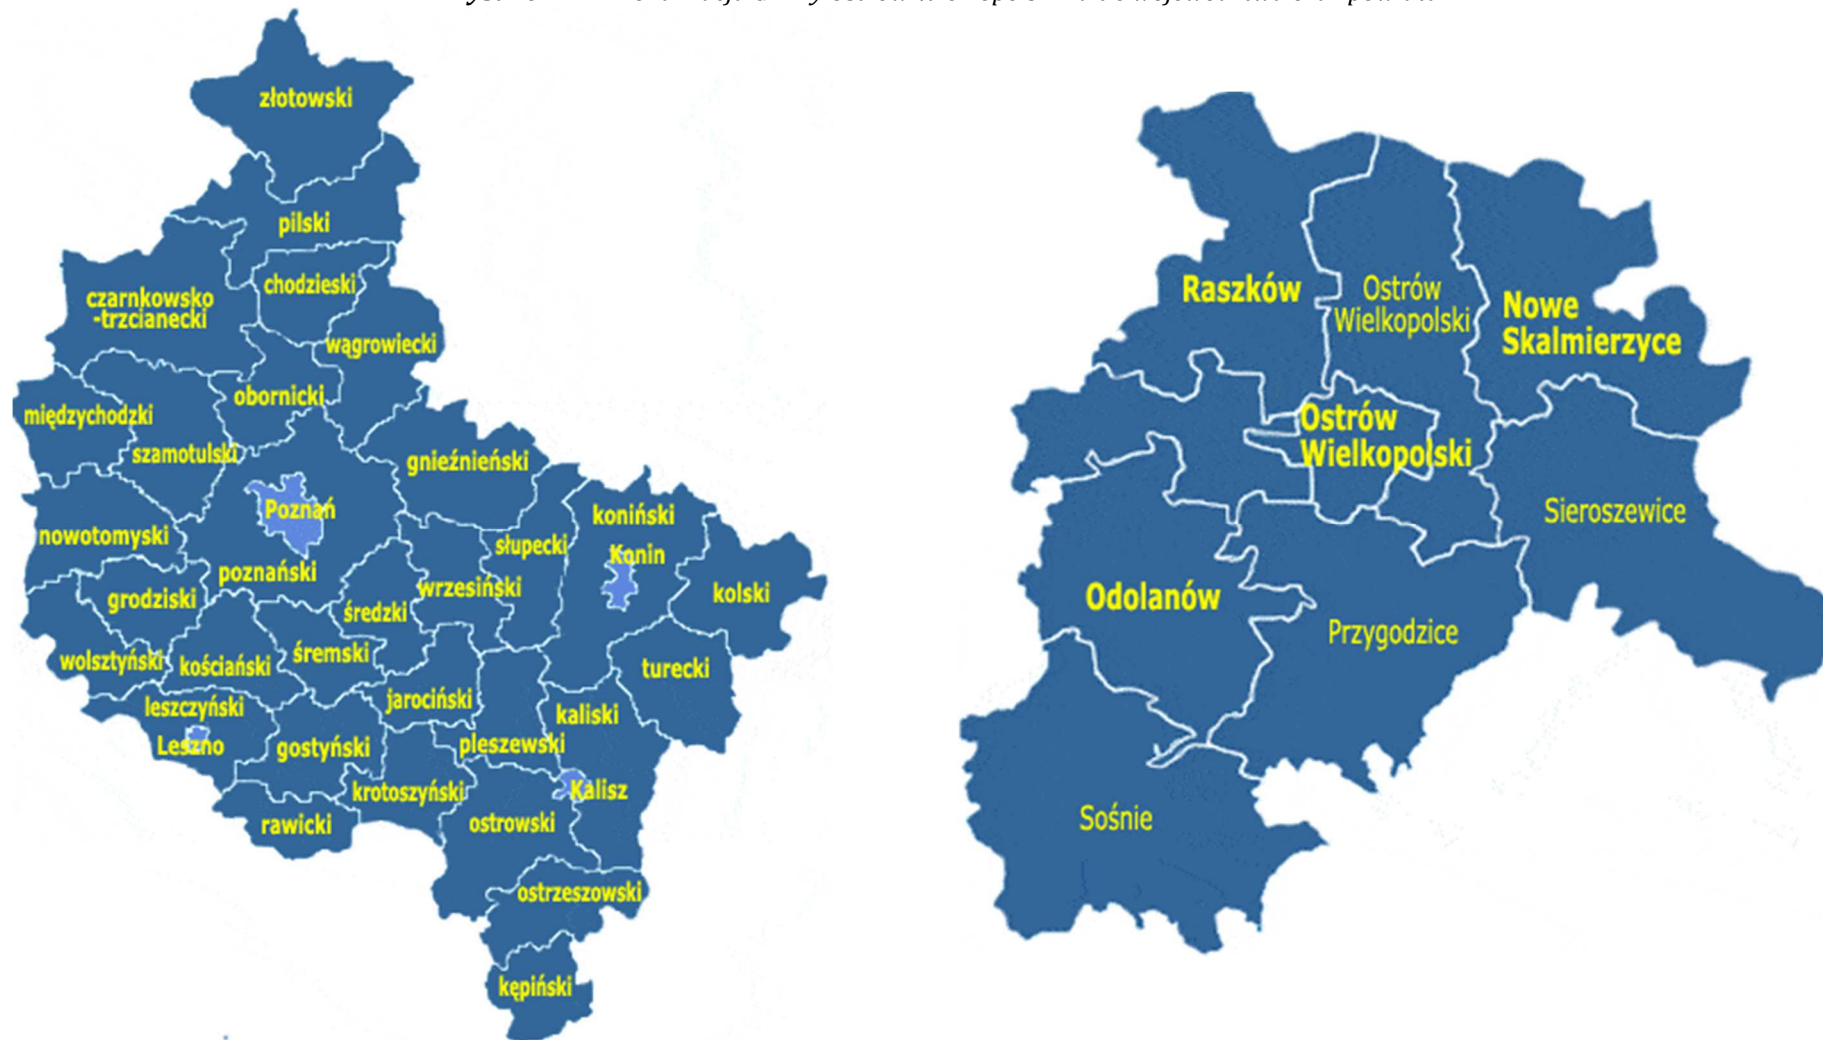 złotowski
pilski
chodzieski
czarnkowsko
-trzcianecki
wągrowiecki
obornicki
międzychodzki
szamotulski
gnieźnieński
Poznań
koniński
nowotomyski
słupecki
Konin
poznański
wrzesiński
kolski
grodziski
średzki
wolsztyński
kościański
śremski
turecki
jarociński
leszczyński
kaliski
Leszno
gostyński
pleszewski
krotoszyński
Kalisz
rawicki
ostrowski
ostrzeszowski
kępiński
Raszków
Ostrów
Wielkopolski
Nowe
Skalmierzyce
Ostrów
Wielkopolski
Sieroszewice
Odolanów
Przygodzice
Sośnie